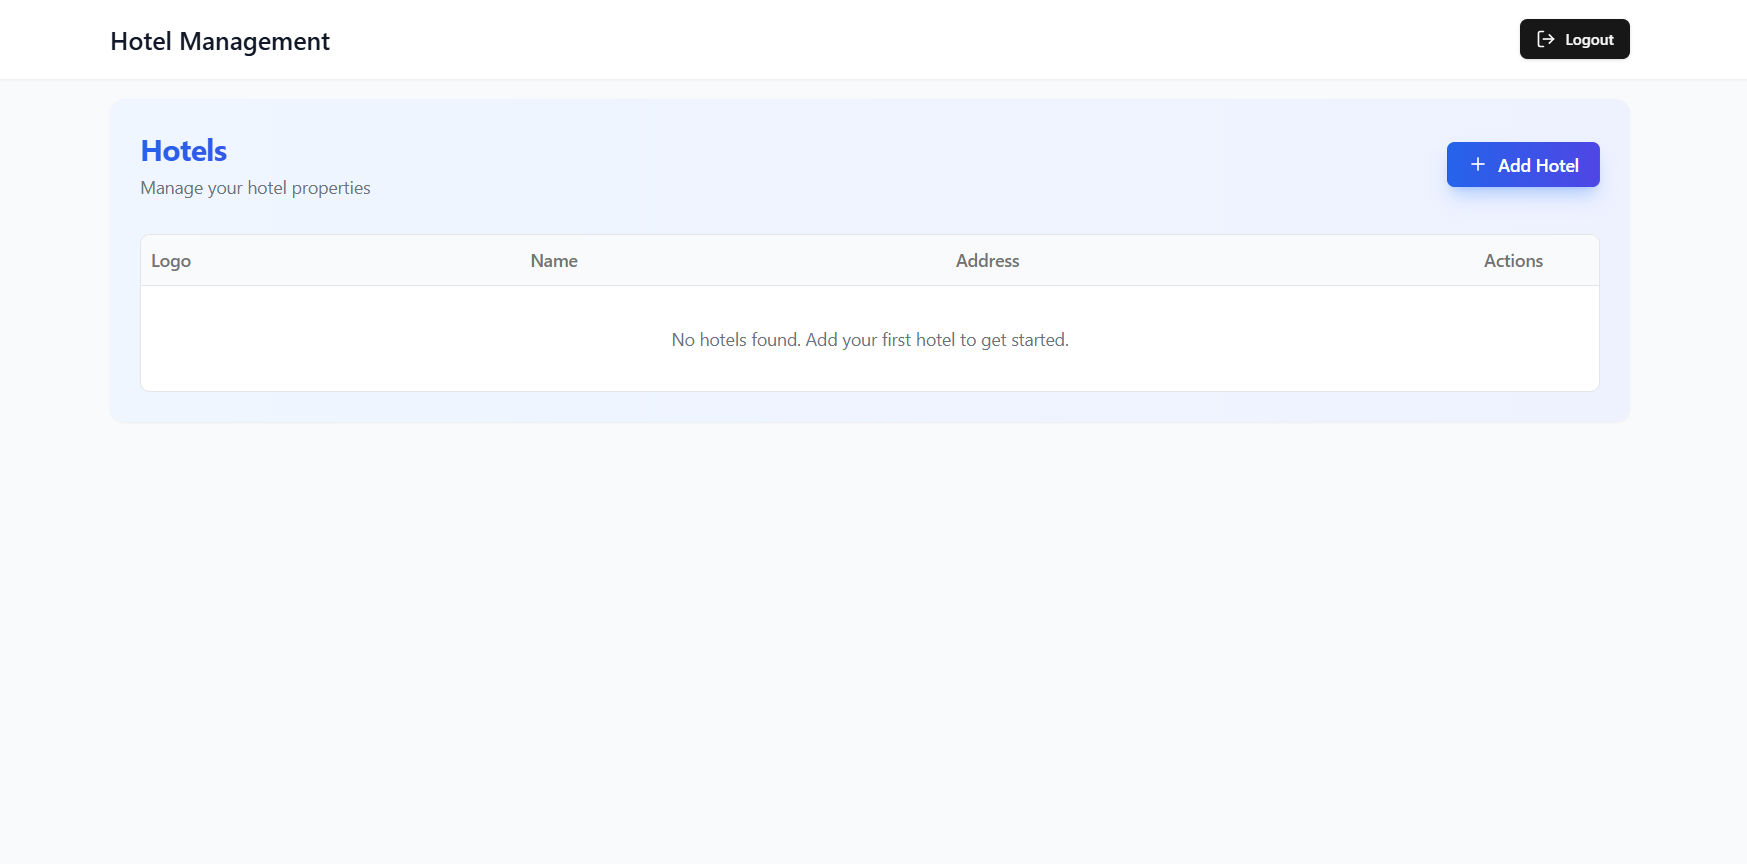 Hotel Management
Logout
Hotels
Manage your hotel properties
Add Hotel
Logo Name Address Actions
No hotels found. Add your first hotel to get started.